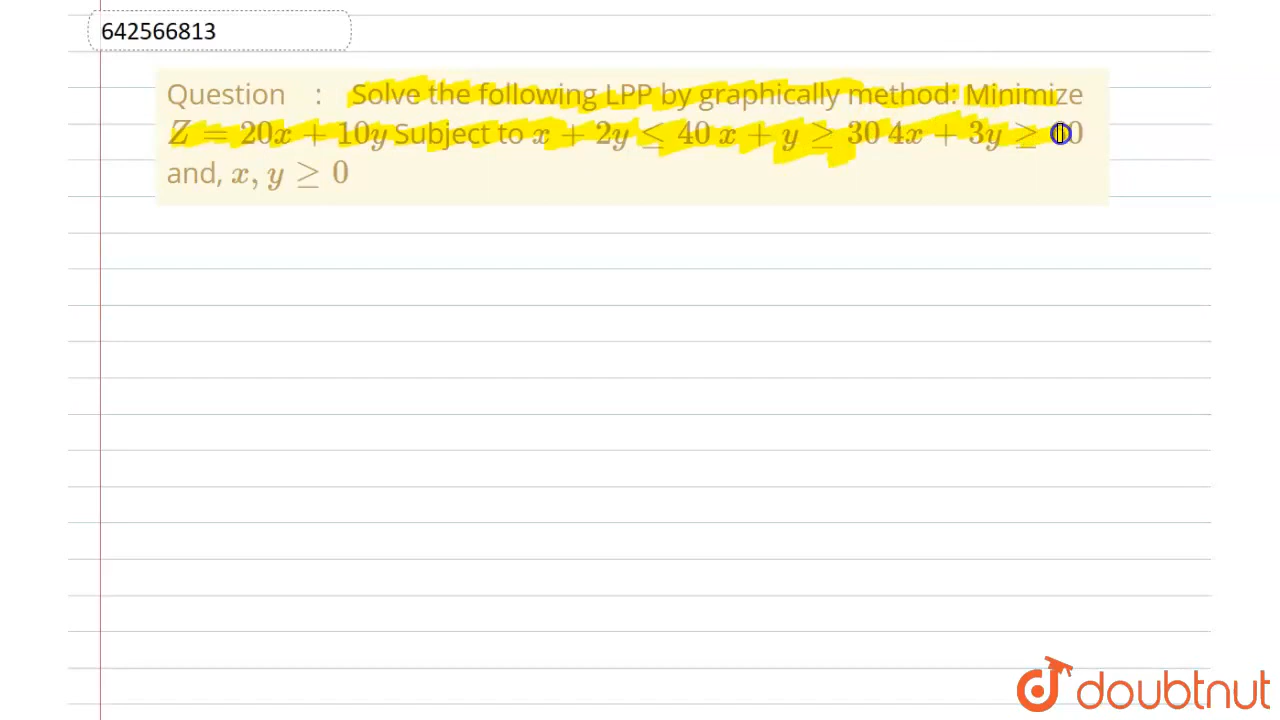 642566813
Question : Solve the following LPP by graphically method: Minimize
Z = 20x + 10y Subject to x + 2y ≤ 40 x + y ≥ 30 4x + 3y ≥
and, x, y ≥ 0
doubtnut